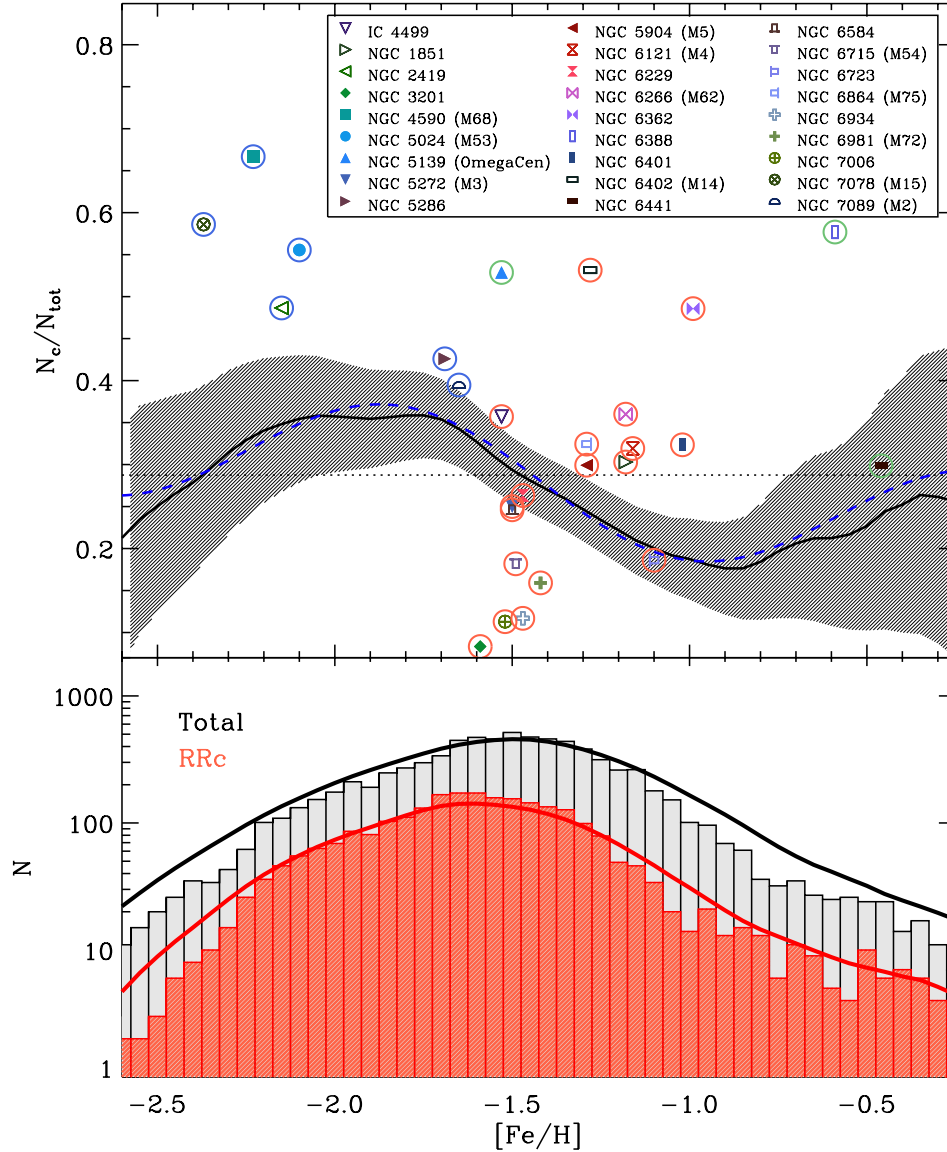 0.8
0.6
0.4
0.2
N_c/N_tot
IC 4499
NGC 1851
NGC 2419
NGC 3201
NGC 4590 (M68)
NGC 5024 (M53)
NGC 5139 (OmegaCen)
NGC 5272 (M3)
NGC 5286
NGC 5904 (M5)
NGC 6121 (M4)
NGC 6229
NGC 6266 (M62)
NGC 6362
NGC 6388
NGC 6401
NGC 6402 (M14)
NGC 6441
NGC 6584
NGC 6715 (M54)
NGC 6723
NGC 6864 (M75)
NGC 6934
NGC 6981 (M72)
NGC 7006
NGC 7078 (M15)
NGC 7089 (M2)
1000
100
10
1
N
Total
RRc
-2.5
-2.0
-1.5
-1.0
-0.5
[Fe/H]